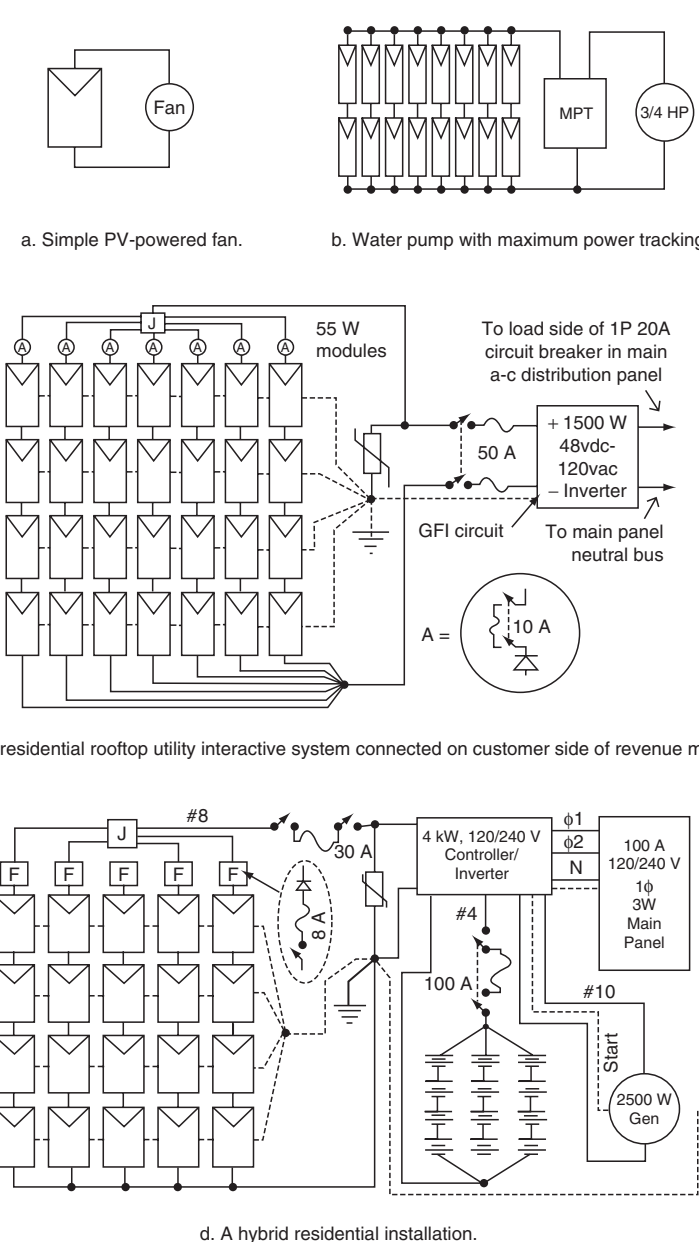 Fan
MPT
3/4 HP
a. Simple PV-powered fan.
b. Water pump with maximum power tracking
J
A A A A A A A
55 W
modules
To load side of 1P 20A
circuit breaker in main
a-c distribution panel
50 A
+ 1500 W
48vdc-
120vac
– Inverter
GFI circuit
To main panel
neutral bus
A =
10 A
residential rooftop utility interactive system connected on customer side of revenue m
#8
J
30 A
F F F F F
8 A
4 kW, 120/240 V
Controller/
Inverter
ϕ1
ϕ2
N
100 A
120/240 V
1ϕ
3W
Main
Panel
#4
100 A
#10
Start
2500 W
Gen
d. A hybrid residential installation.